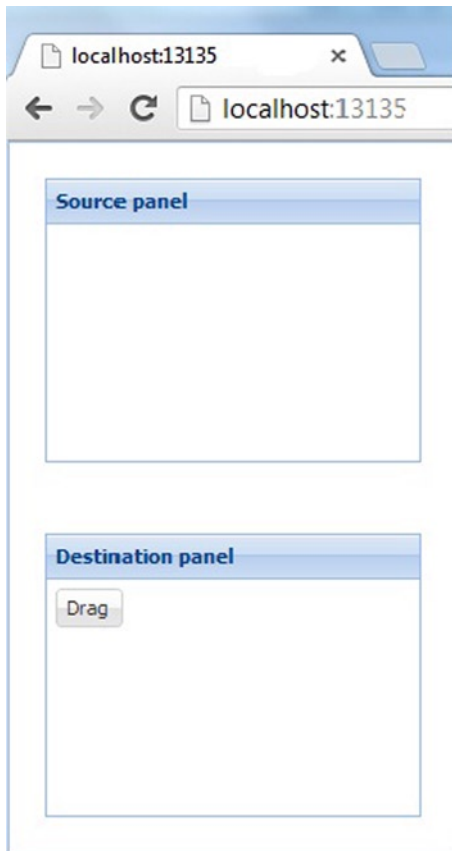 localhost:13135
localhost:13135
Source panel
Destination panel
Drag